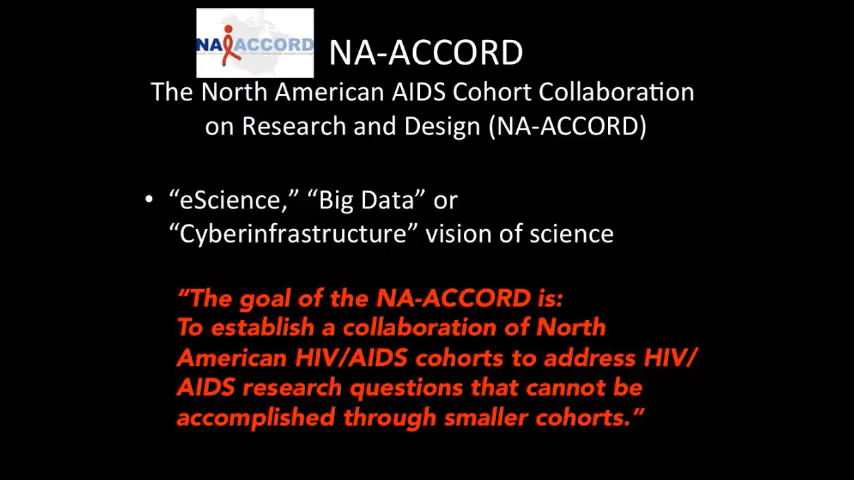 NA ACCORD
NA-ACCORD
The North American AIDS Cohort Collaboration
on Research and Design (NA-ACCORD)
• “eScience,” “Big Data” or
“Cyberinfrastructure” vision of science
“The goal of the NA-ACCORD is:
To establish a collaboration of North
American HIV/AIDS cohorts to address HIV/
AIDS research questions that cannot be
accomplished through smaller cohorts.”